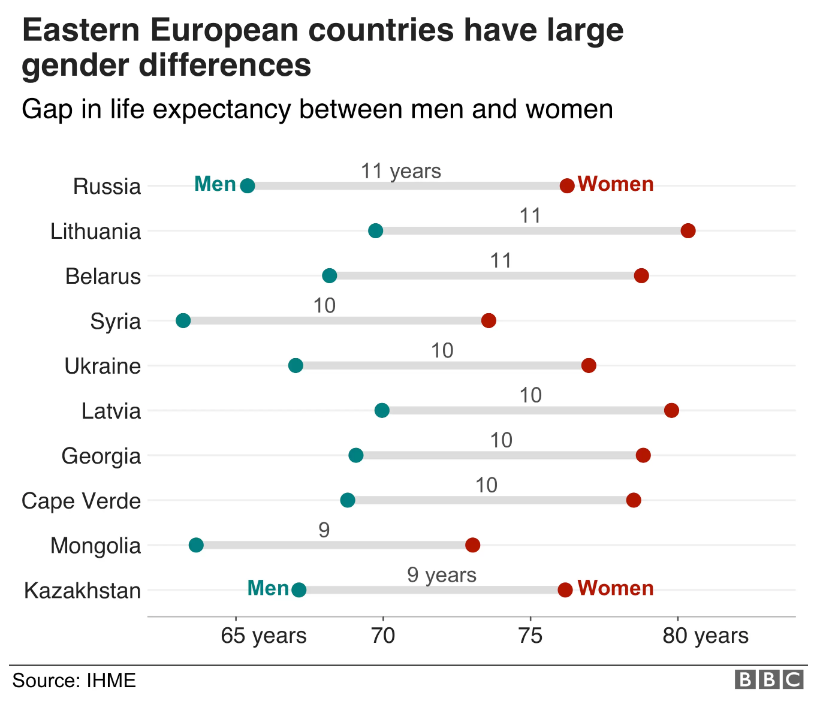 Eastern European countries have large
gender differences
Gap in life expectancy between men and women
11 years
Russia Men Women
11
Lithuania
11
Belarus
10
Syria
10
Ukraine
10
Latvia
10
Georgia
10
Cape Verde
9
Mongolia
9 years
Kazakhstan Men Women
65 years 70 75 80 years
Source: IHME BBC